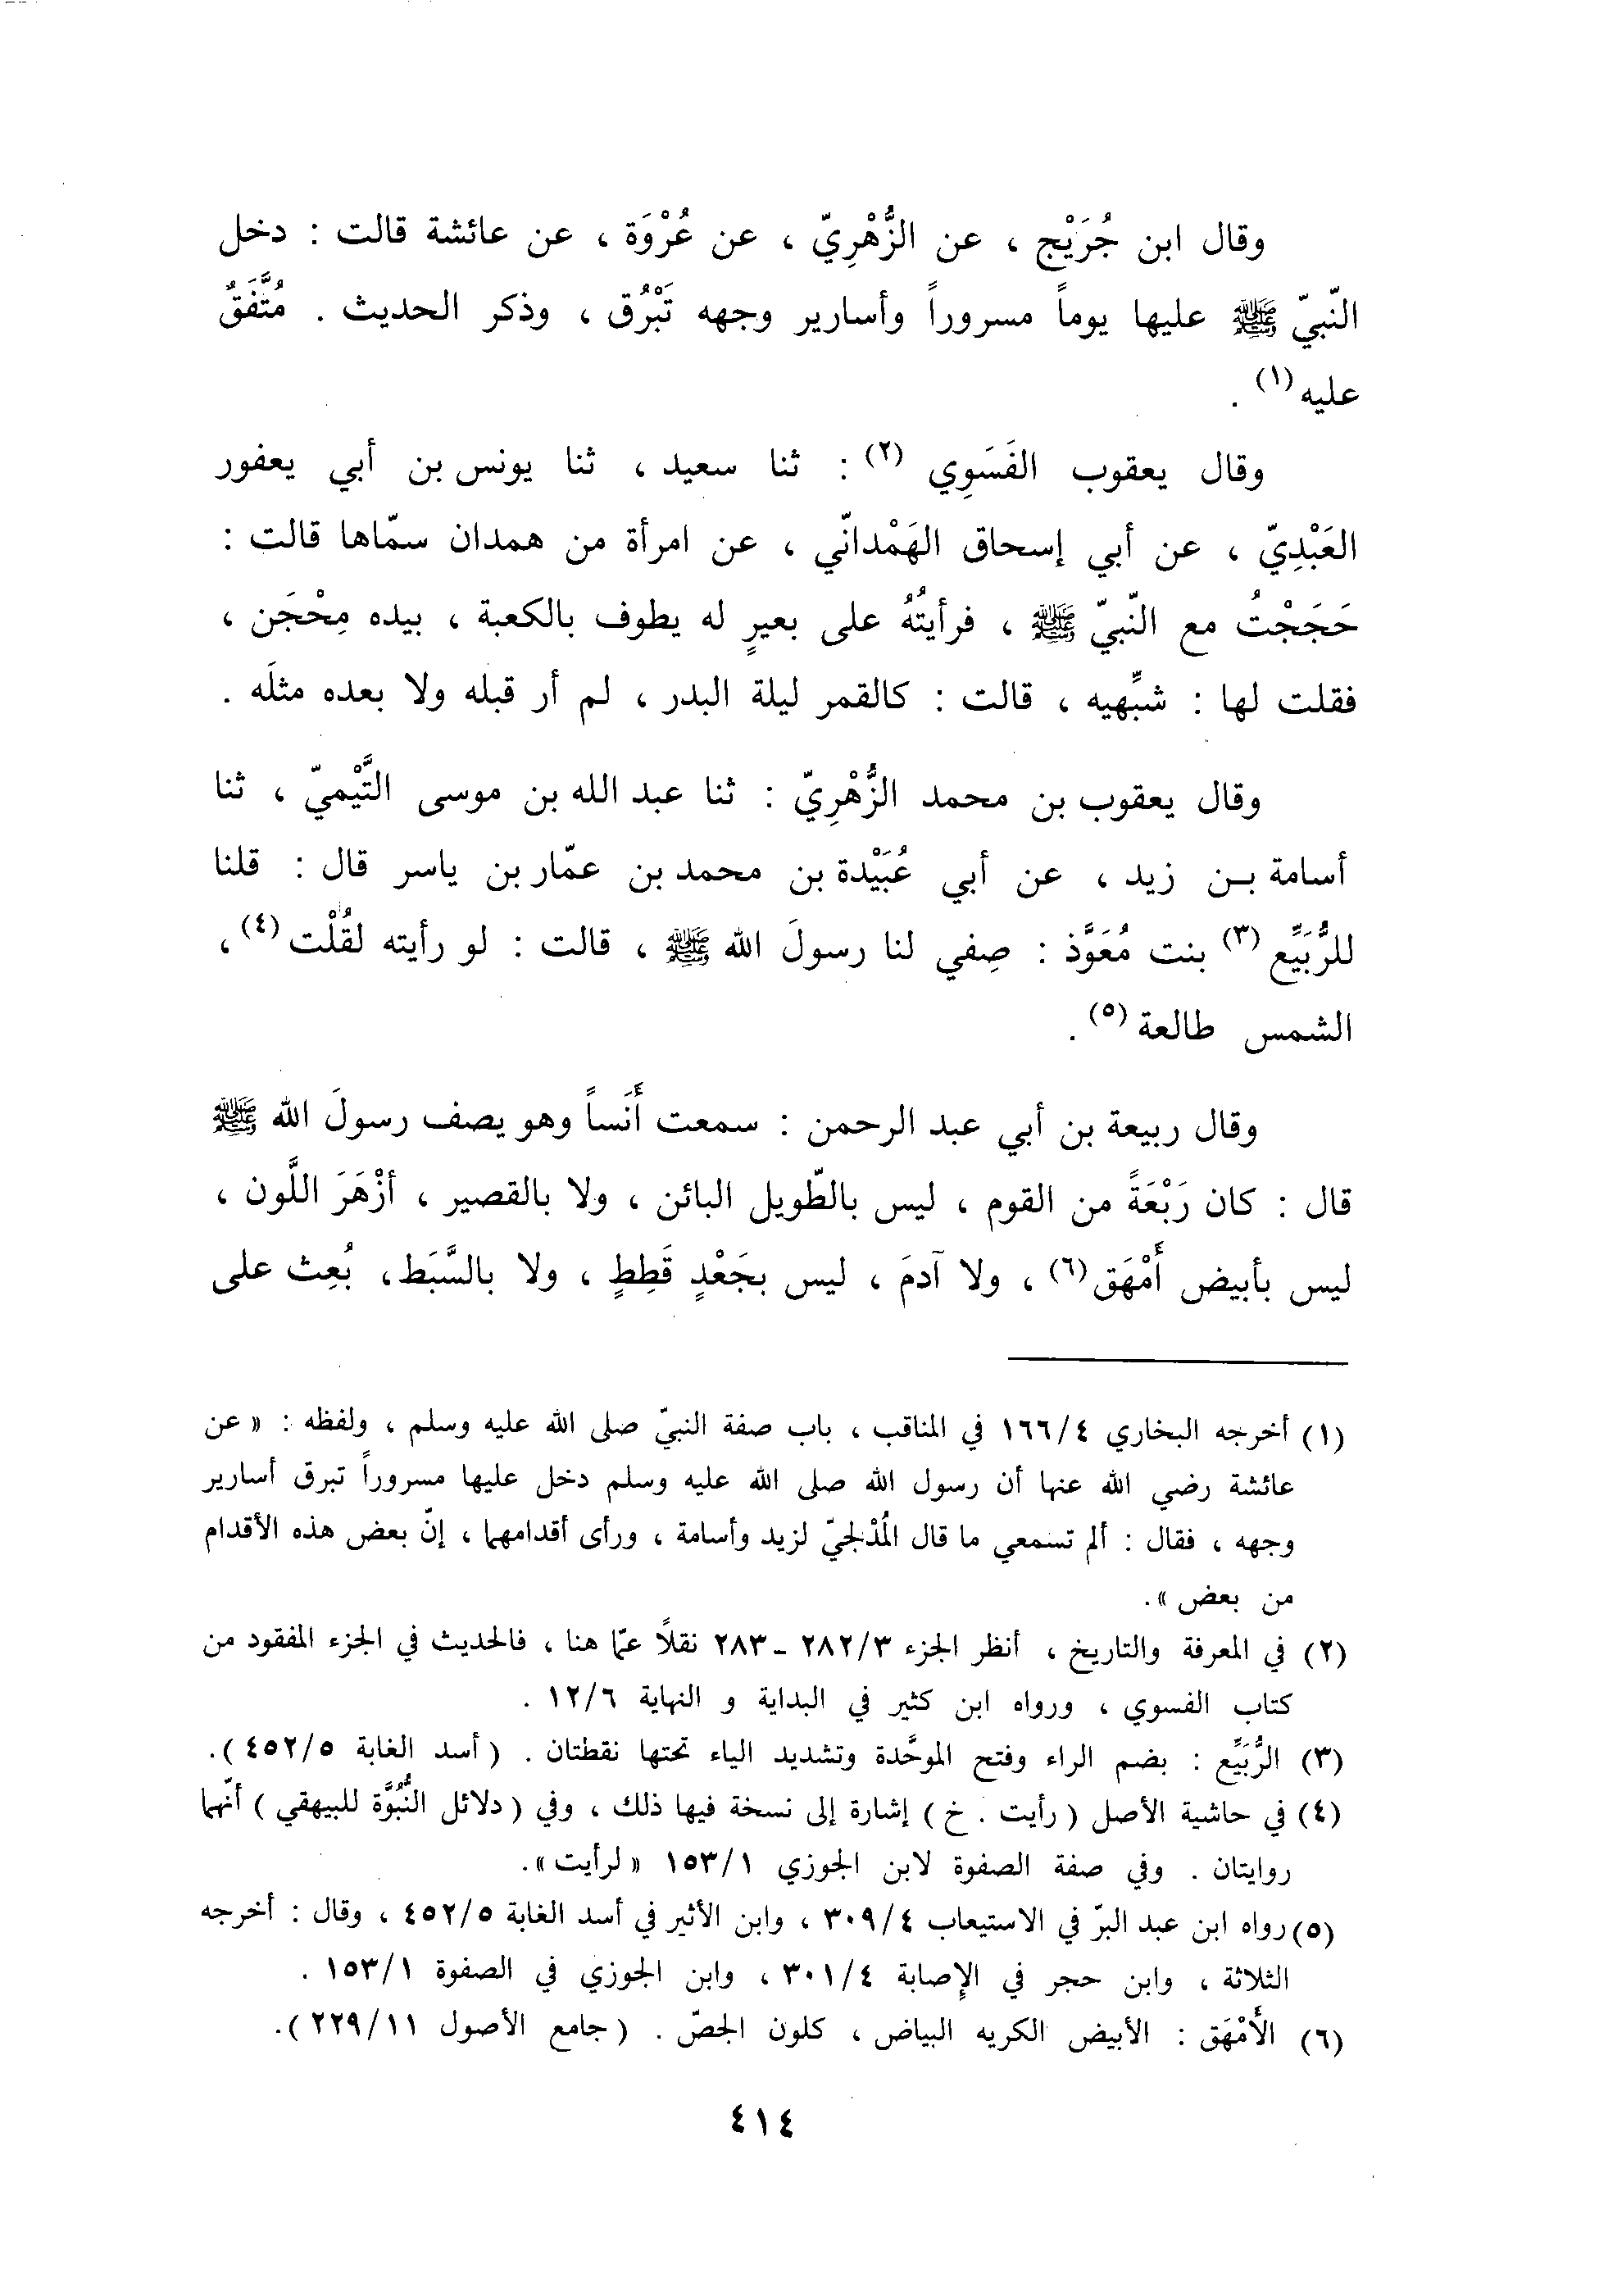 وقال ابن جُرَيْج ، عن الزُّهْرِيّ ، عن عُرْوَة ، عن عائشة قالت : دخل
النّبيّ ﷺ عليها يوماً مسروراً وأسارير وجهه تَبْرُق ، وذكر الحديث . مُتَّفَقٌ
عليه (١) .
وقال يعقوب الفَسَوِي (٢) : ثنا سعيد ، ثنا يونس بن أبي يعفور
العَبْدِيّ ، عن أبي إسحاق الهَمْدانّي ، عن امرأة من همدان سمّاها قالت :
حَجَجْتُ مع النّبيّ ﷺ ، فرأيتُهُ على بعيرٍ له يطوف بالكعبة ، بيده مِحْجَن ،
فقلت لها : شبِّهيه ، قالت : كالقمر ليلة البدر ، لم أر قبله ولا بعده مثلَه .
وقال يعقوب بن محمد الزُّهْرِيّ : ثنا عبد الله بن موسى التَّيْميّ ، ثنا
أسامة بـن زيد ، عن أبي عُبَيْدة بن محمد بن عمّار بن ياسر قال : قلنا
للرُّبَيِّع (٣) بنت مُعَوَّذ : صِفي لنا رسولَ الله ﷺ ، قالت : لو رأيته لقُلْت (٤) ،
الشمس طالعة (٥) .
وقال ربيعة بن أبي عبد الرحمن : سمعت أَنَساً وهو يصف رسولَ الله ﷺ
قال : كان رَبْعَةً من القوم ، ليس بالطّويل البائن ، ولا بالقصير ، أزْهَرَ اللَّون ،
ليس بأبيض أَمْهَق (٦) ، ولا آدمَ ، ليس بجَعْدٍ قَطِطٍ ، ولا بالسَّبَط، بُعِث على
(١) أخرجه البخاري ١٦٦/٤ في المناقب ، باب صفة النبيّ صلى الله عليه وسلم ، ولفظه : « عن
عائشة رضي الله عنها أن رسول الله صلى الله عليه وسلم دخل عليها مسروراً تبرق أسارير
وجهه ، فقال : ألم تسمعي ما قال المُدْلجيّ لزيد وأسامة ، ورأى أقدامهما ، إنّ بعض هذه الأقدام
من بعض ».
(٢) في المعرفة والتاريخ ، أنظر الجزء ٢٨٢/٣ - ٢٨٣ نقلاً عمّا هنا ، فالحديث في الجزء المفقود من
كتاب الفسوي ، ورواه ابن كثير في البداية و النهاية ١٢/٦ .
(٣) الرُّبَيِّع : بضم الراء وفتح الموحَّدة وتشديد الياء تحتها نقطتان . ( أسد الغابة ٤٥٢/٥ ).
(٤) في حاشية الأصل ( رأيت . خ ) إشارة إلى نسخة فيها ذلك ، وفي ( دلائل النُّبُوَّة للبيهقي ) أنّهما
روايتان . وفي صفة الصفوة لابن الجوزي ١٥٣/١ « لرأيت ».
(٥) رواه ابن عبد البرّ في الاستيعاب ٣٠٩/٤ ، وابن الأثير في أسد الغابة ٤٥٢/٥ ، وقال : أخرجه
الثلاثة ، وابن حجر في الإصابة ٣٠١/٤ ، وابن الجوزي في الصفوة ١٥٣/١ .
(٦) الأَمْهَق : الأبيض الكريه البياض ، كلون الجصّ . ( جامع الأصول ٢٢٩/١١ ).
٤١٤